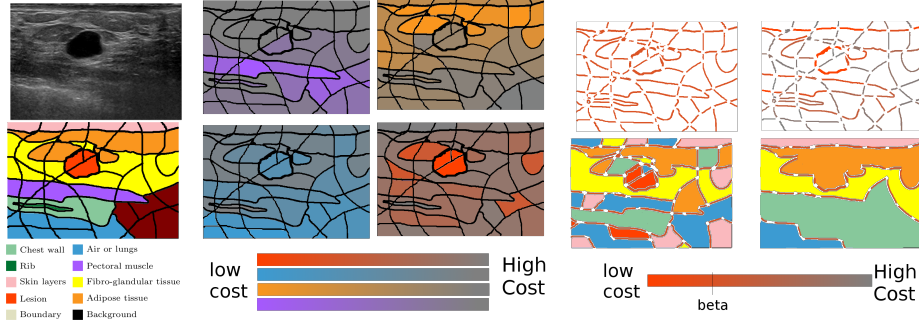 Chest wall
Air or lungs
Rib
Pectoral muscle
Skin layers
Fibro-glandular tissue
Lesion
Adipose tissue
Boundary
Background
low
cost
High
Cost
low
cost
High
Cost
beta